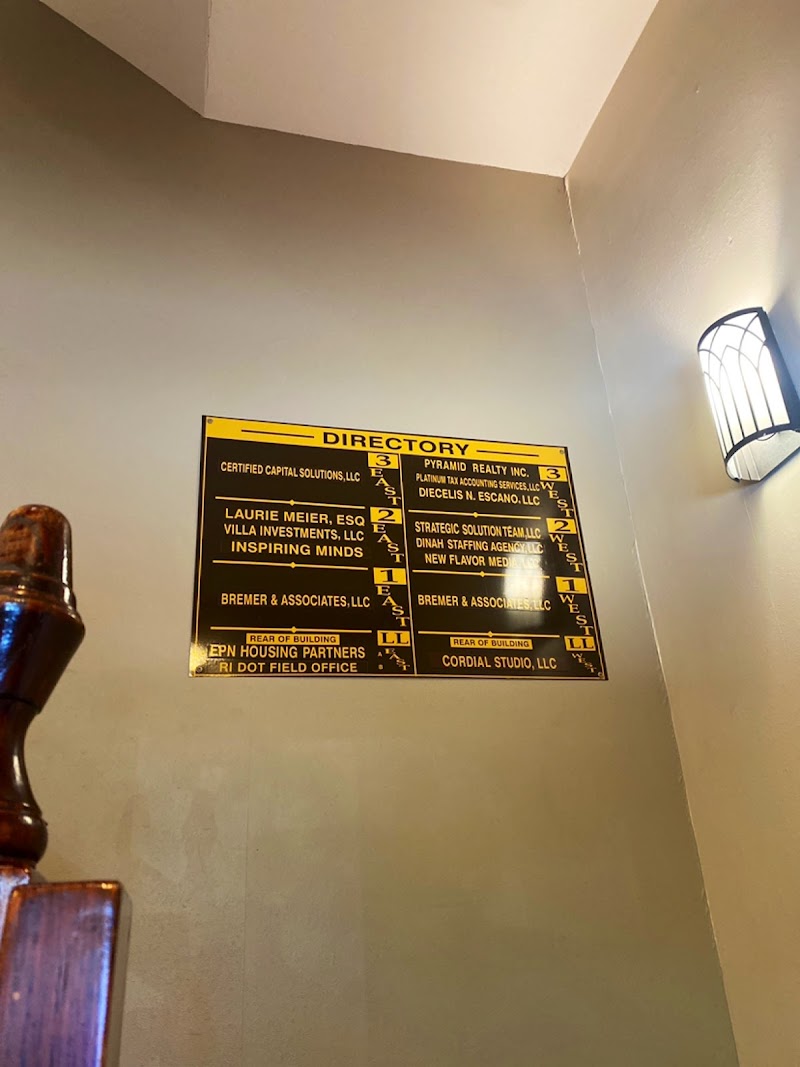 DIRECTORY
CERTIFIED CAPITAL SOLUTIONS, LLC
3 EAST
LAURIE MEIER, ESQ
VILLA INVESTMENTS, LLC
INSPIRING MINDS
2 EAST
BREMER & ASSOCIATES, LLC
1 EAST
REAR OF BUILDING
EPN HOUSING PARTNERS A
RI DOT FIELD OFFICE B
LL EAST
PYRAMID REALTY INC.
PLATINUM TAX ACCOUNTING SERVICES, LLC
DIECELIS N. ESCANO, LLC
3 WEST
STRATEGIC SOLUTION TEAM, LLC
DINAH STAFFING AGENCY, LLC
NEW FLAVOR
2 WEST
BREMER & ASSOCIATES, LLC
1 WEST
REAR OF BUILDING
CORDIAL STUDIO, LLC
LL WEST